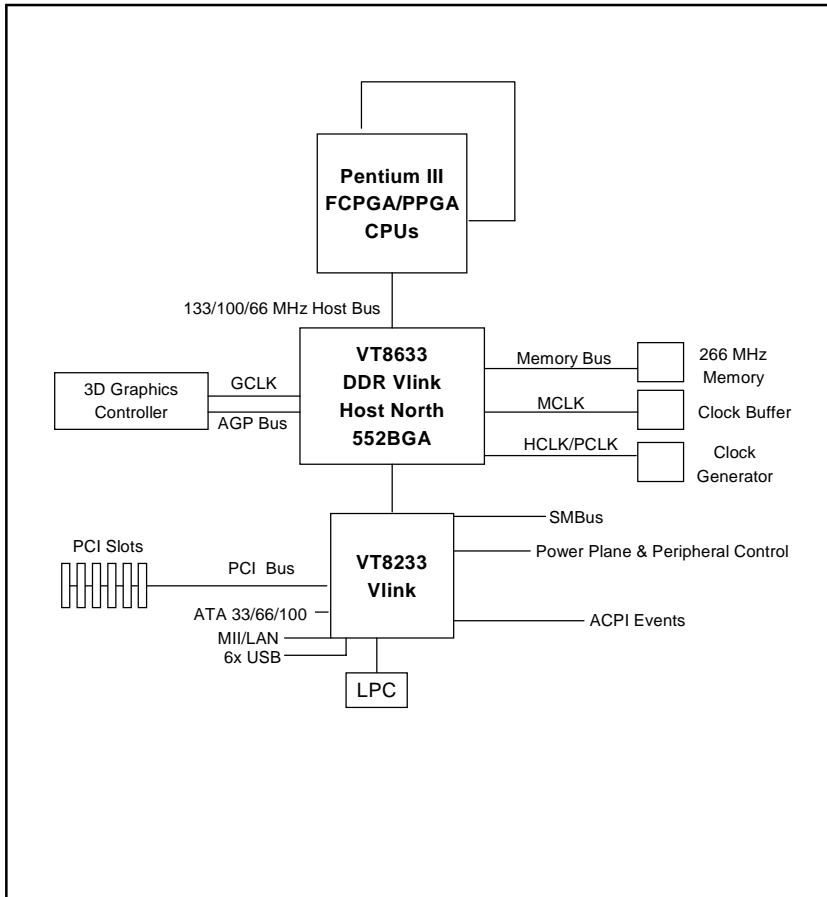 Pentium III
FCPGA/PPGA
CPUs
133/100/66 MHz Host Bus
VT8633
DDR Vlink
Host North
552BGA
3D Graphics
Controller
GCLK
AGP Bus
Memory Bus
266 MHz
Memory
MCLK
Clock Buffer
HCLK/PCLK
Clock
Generator
VT8233
Vlink
SMBus
Power Plane & Peripheral Control
ACPI Events
PCI Slots
PCI Bus
ATA 33/66/100
MII/LAN
6x USB
LPC